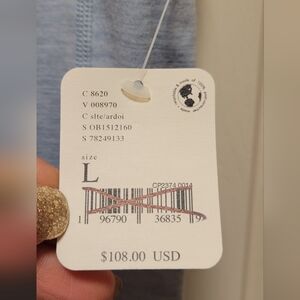 C 8620
V 008970
C slte/ardoi
S OB1512160
S 78249133
size
L
CP2374 0014
1 96790 36835 9
$108.00 USD